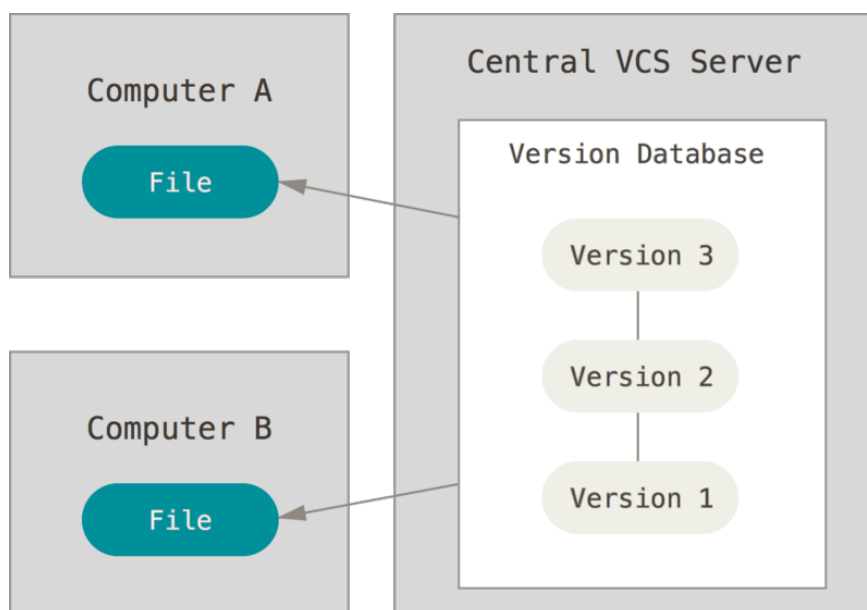 Computer A
File
Computer B
File
Central VCS Server
Version Database
Version 3
Version 2
Version 1